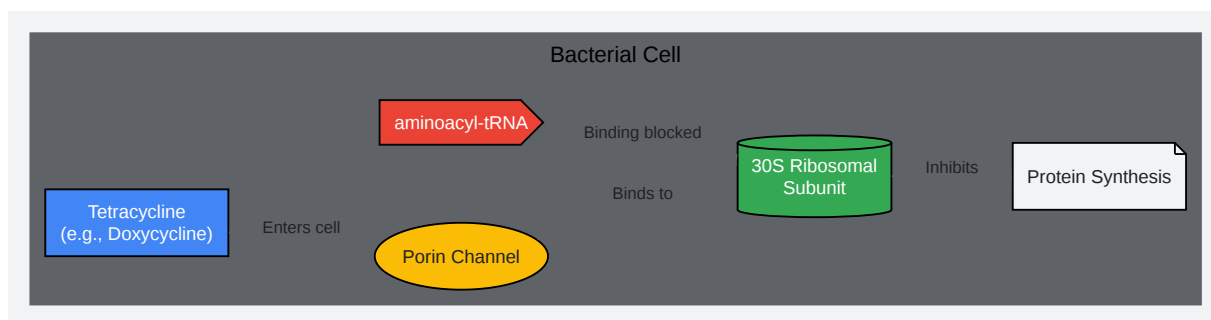 Bacterial Cell
aminoacyl-tRNA
Binding blocked
30S Ribosomal
Subunit
Inhibits
Protein Synthesis
Binds to
Tetracycline
(e.g., Doxycycline)
Enters cell
Porin Channel